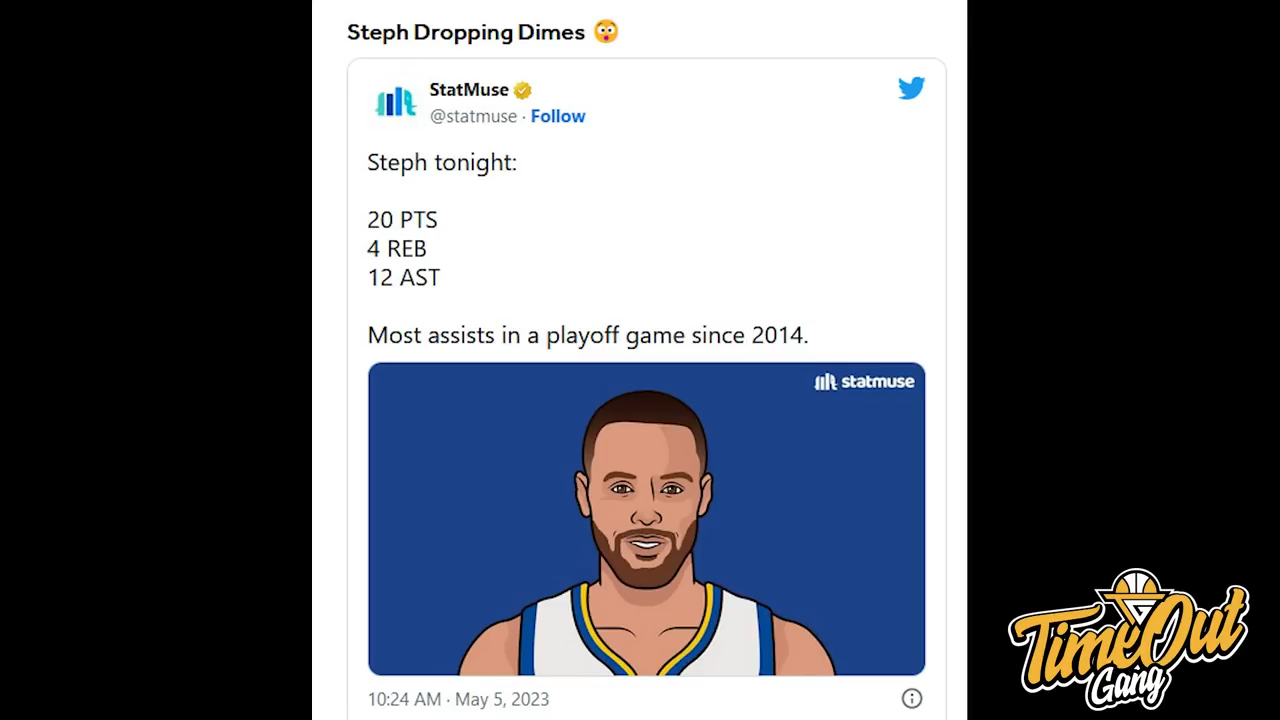 Steph Dropping Dimes 😲
StatMuse
@statmuse · Follow
Steph tonight:
20 PTS
4 REB
12 AST
Most assists in a playoff game since 2014.
statmuse
10:24 AM · May 5, 2023
TimeOut
Gang